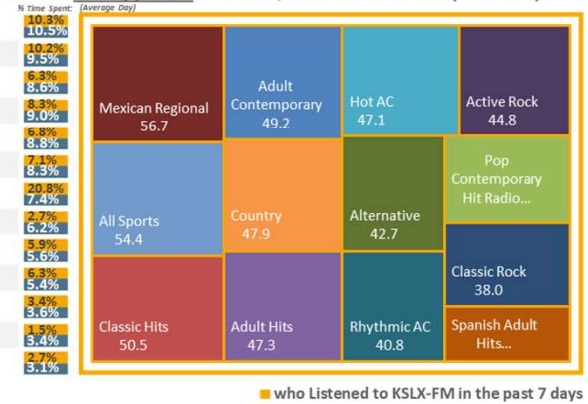 % Time Spent: (Average Day)
10.3%
10.5%
10.2%
9.5%
6.3%
8.6%
8.3%
9.0%
6.8%
8.8%
7.1%
8.3%
20.8%
7.4%
2.7%
6.2%
5.9%
5.6%
6.3%
5.4%
3.4%
3.6%
1.5%
3.4%
2.7%
3.1%
Mexican Regional
56.7
Adult
Contemporary
49.2
Hot AC
47.1
Active Rock
44.8
All Sports
54.4
Country
47.9
Alternative
42.7
Pop
Contemporary
Hit Radio...
Classic Rock
38.0
Classic Hits
50.5
Adult Hits
47.3
Rhythmic AC
40.8
Spanish Adult
Hits...
who Listened to KSLX-FM in the past 7 days